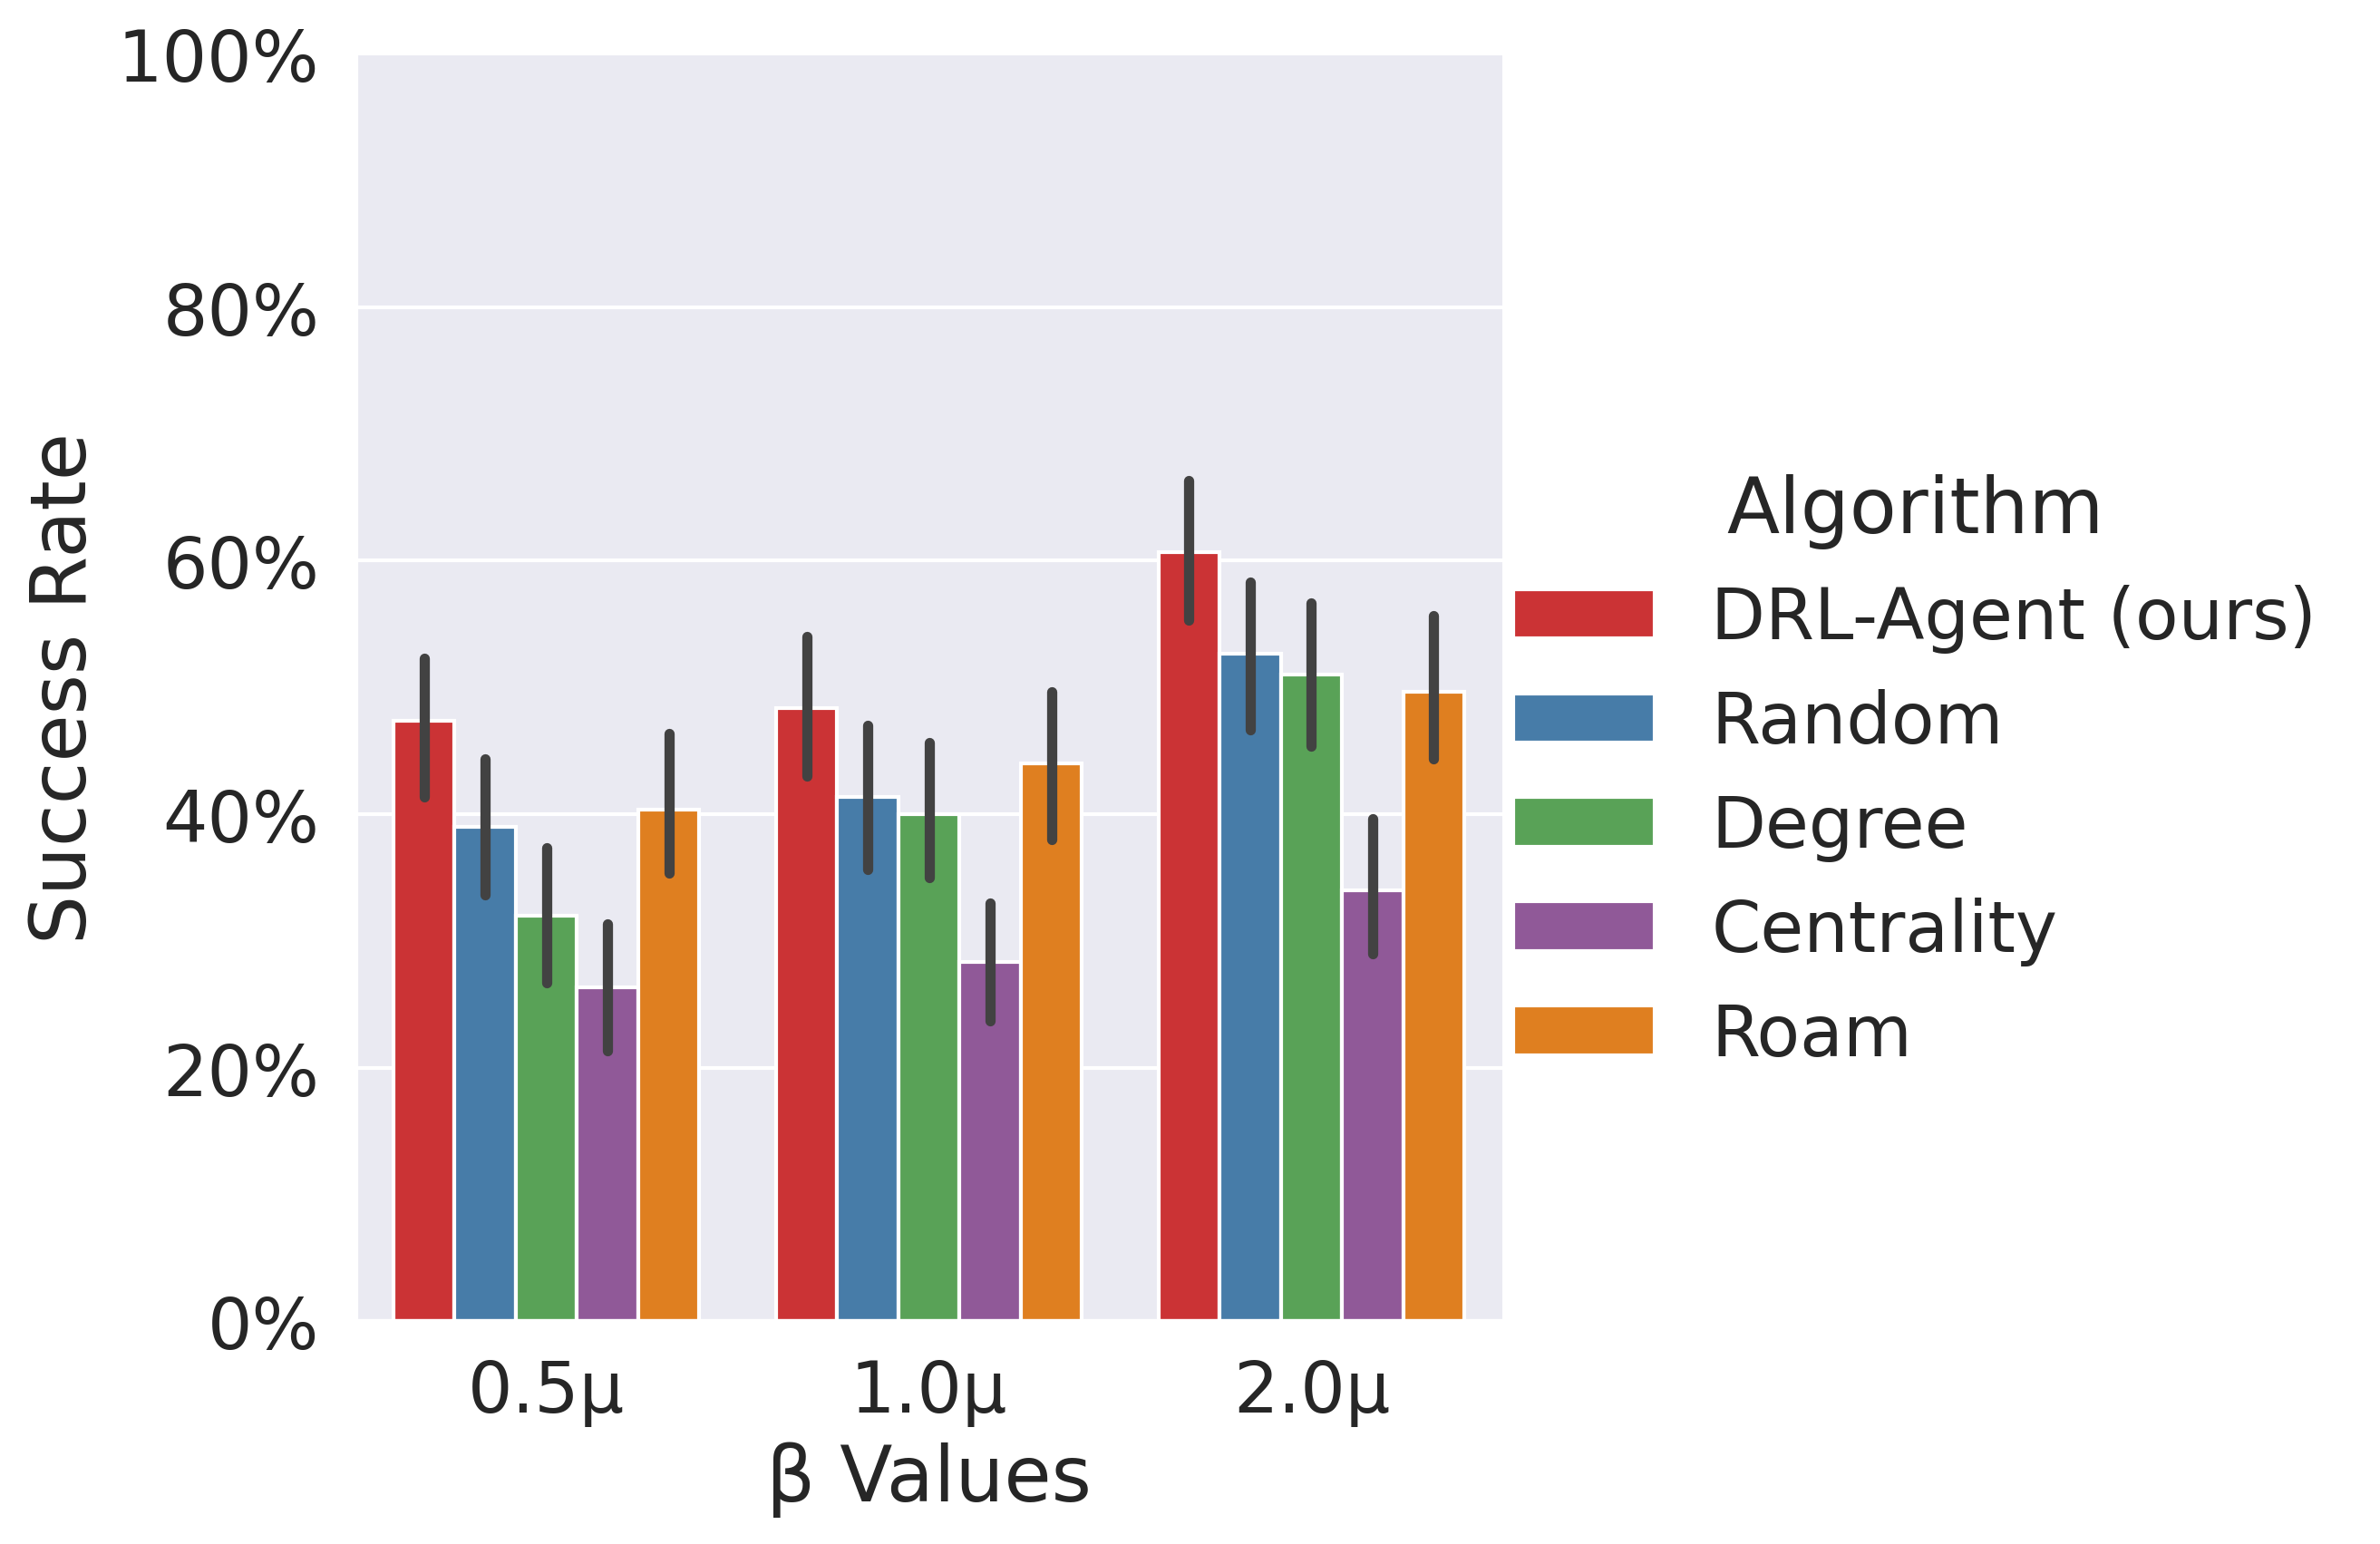 100%
80%
60%
40%
20%
0%
Success Rate
0.5μ 1.0μ 2.0μ
β Values
Algorithm
DRL-Agent (ours)
Random
Degree
Centrality
Roam